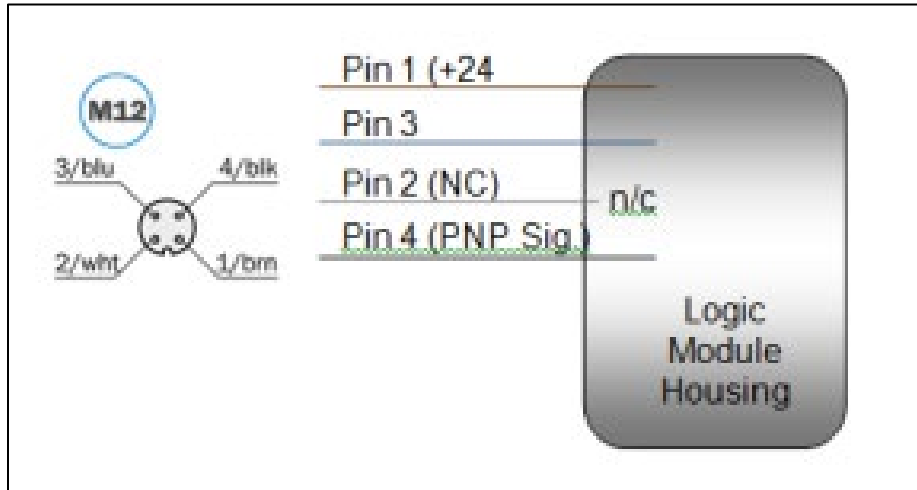 M12
3/blu
4/blk
2/wht
1/brn
Pin 1 (+24
Pin 3
Pin 2 (NC)
n/c
Pin 4 (PNP Sig.)
Logic
Module
Housing